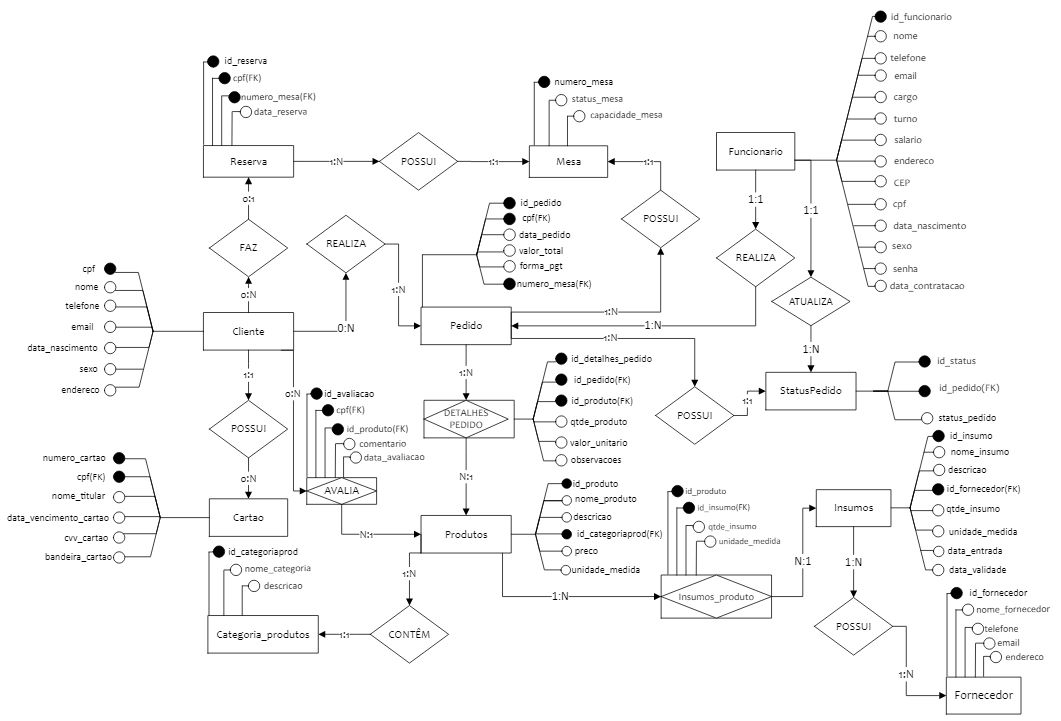 id_reserva
cpf(FK)
numero_mesa(FK)
data_reserva
Reserva
1:N
POSSUI
1:1
numero_mesa
status_mesa
capacidade_mesa
Mesa
1:1
POSSUI
id_funcionario
nome
telefone
email
cargo
turno
salario
endereco
CEP
cpf
data_nascimento
sexo
senha
data_contratacao
Funcionario
1:1
1:1
REALIZA
ATUALIZA
1:N
1:N
0:1
FAZ
0:N
REALIZA
1:N
0:N
id_pedido
cpf(FK)
data_pedido
valor_total
forma_pgt
numero_mesa(FK)
Pedido
1:N
1:N
1:N
cpf
nome
telefone
email
data_nascimento
sexo
endereco
Cliente
1:1
POSSUI
0:N
0:N
numero_cartao
cpf(FK)
nome_titular
data_vencimento_cartao
cvv_cartao
bandeira_cartao
Cartao
id_avaliacao
cpf(FK)
id_produto(FK)
comentario
data_avaliacao
AVALIA
N:1
DETALHES
PEDIDO
id_detalhes_pedido
id_pedido(FK)
id_produto(FK)
qtde_produto
valor_unitario
observacoes
N:1
POSSUI
1:1
StatusPedido
id_status
id_pedido(FK)
status_pedido
Produtos
id_produto
nome_produto
descricao
id_categoriaprod(FK)
preco
unidade_medida
1:N
CONTÊM
1:1
id_categoriaprod
nome_categoria
descricao
Categoria_produtos
1:N
id_produto
id_insumo(FK)
qtde_insumo
unidade_medida
Insumos_produto
N:1
Insumos
id_insumo
nome_insumo
descricao
id_fornecedor(FK)
qtde_insumo
unidade_medida
data_entrada
data_validade
1:N
POSSUI
1:N
id_fornecedor
nome_fornecedor
telefone
email
endereco
Fornecedor